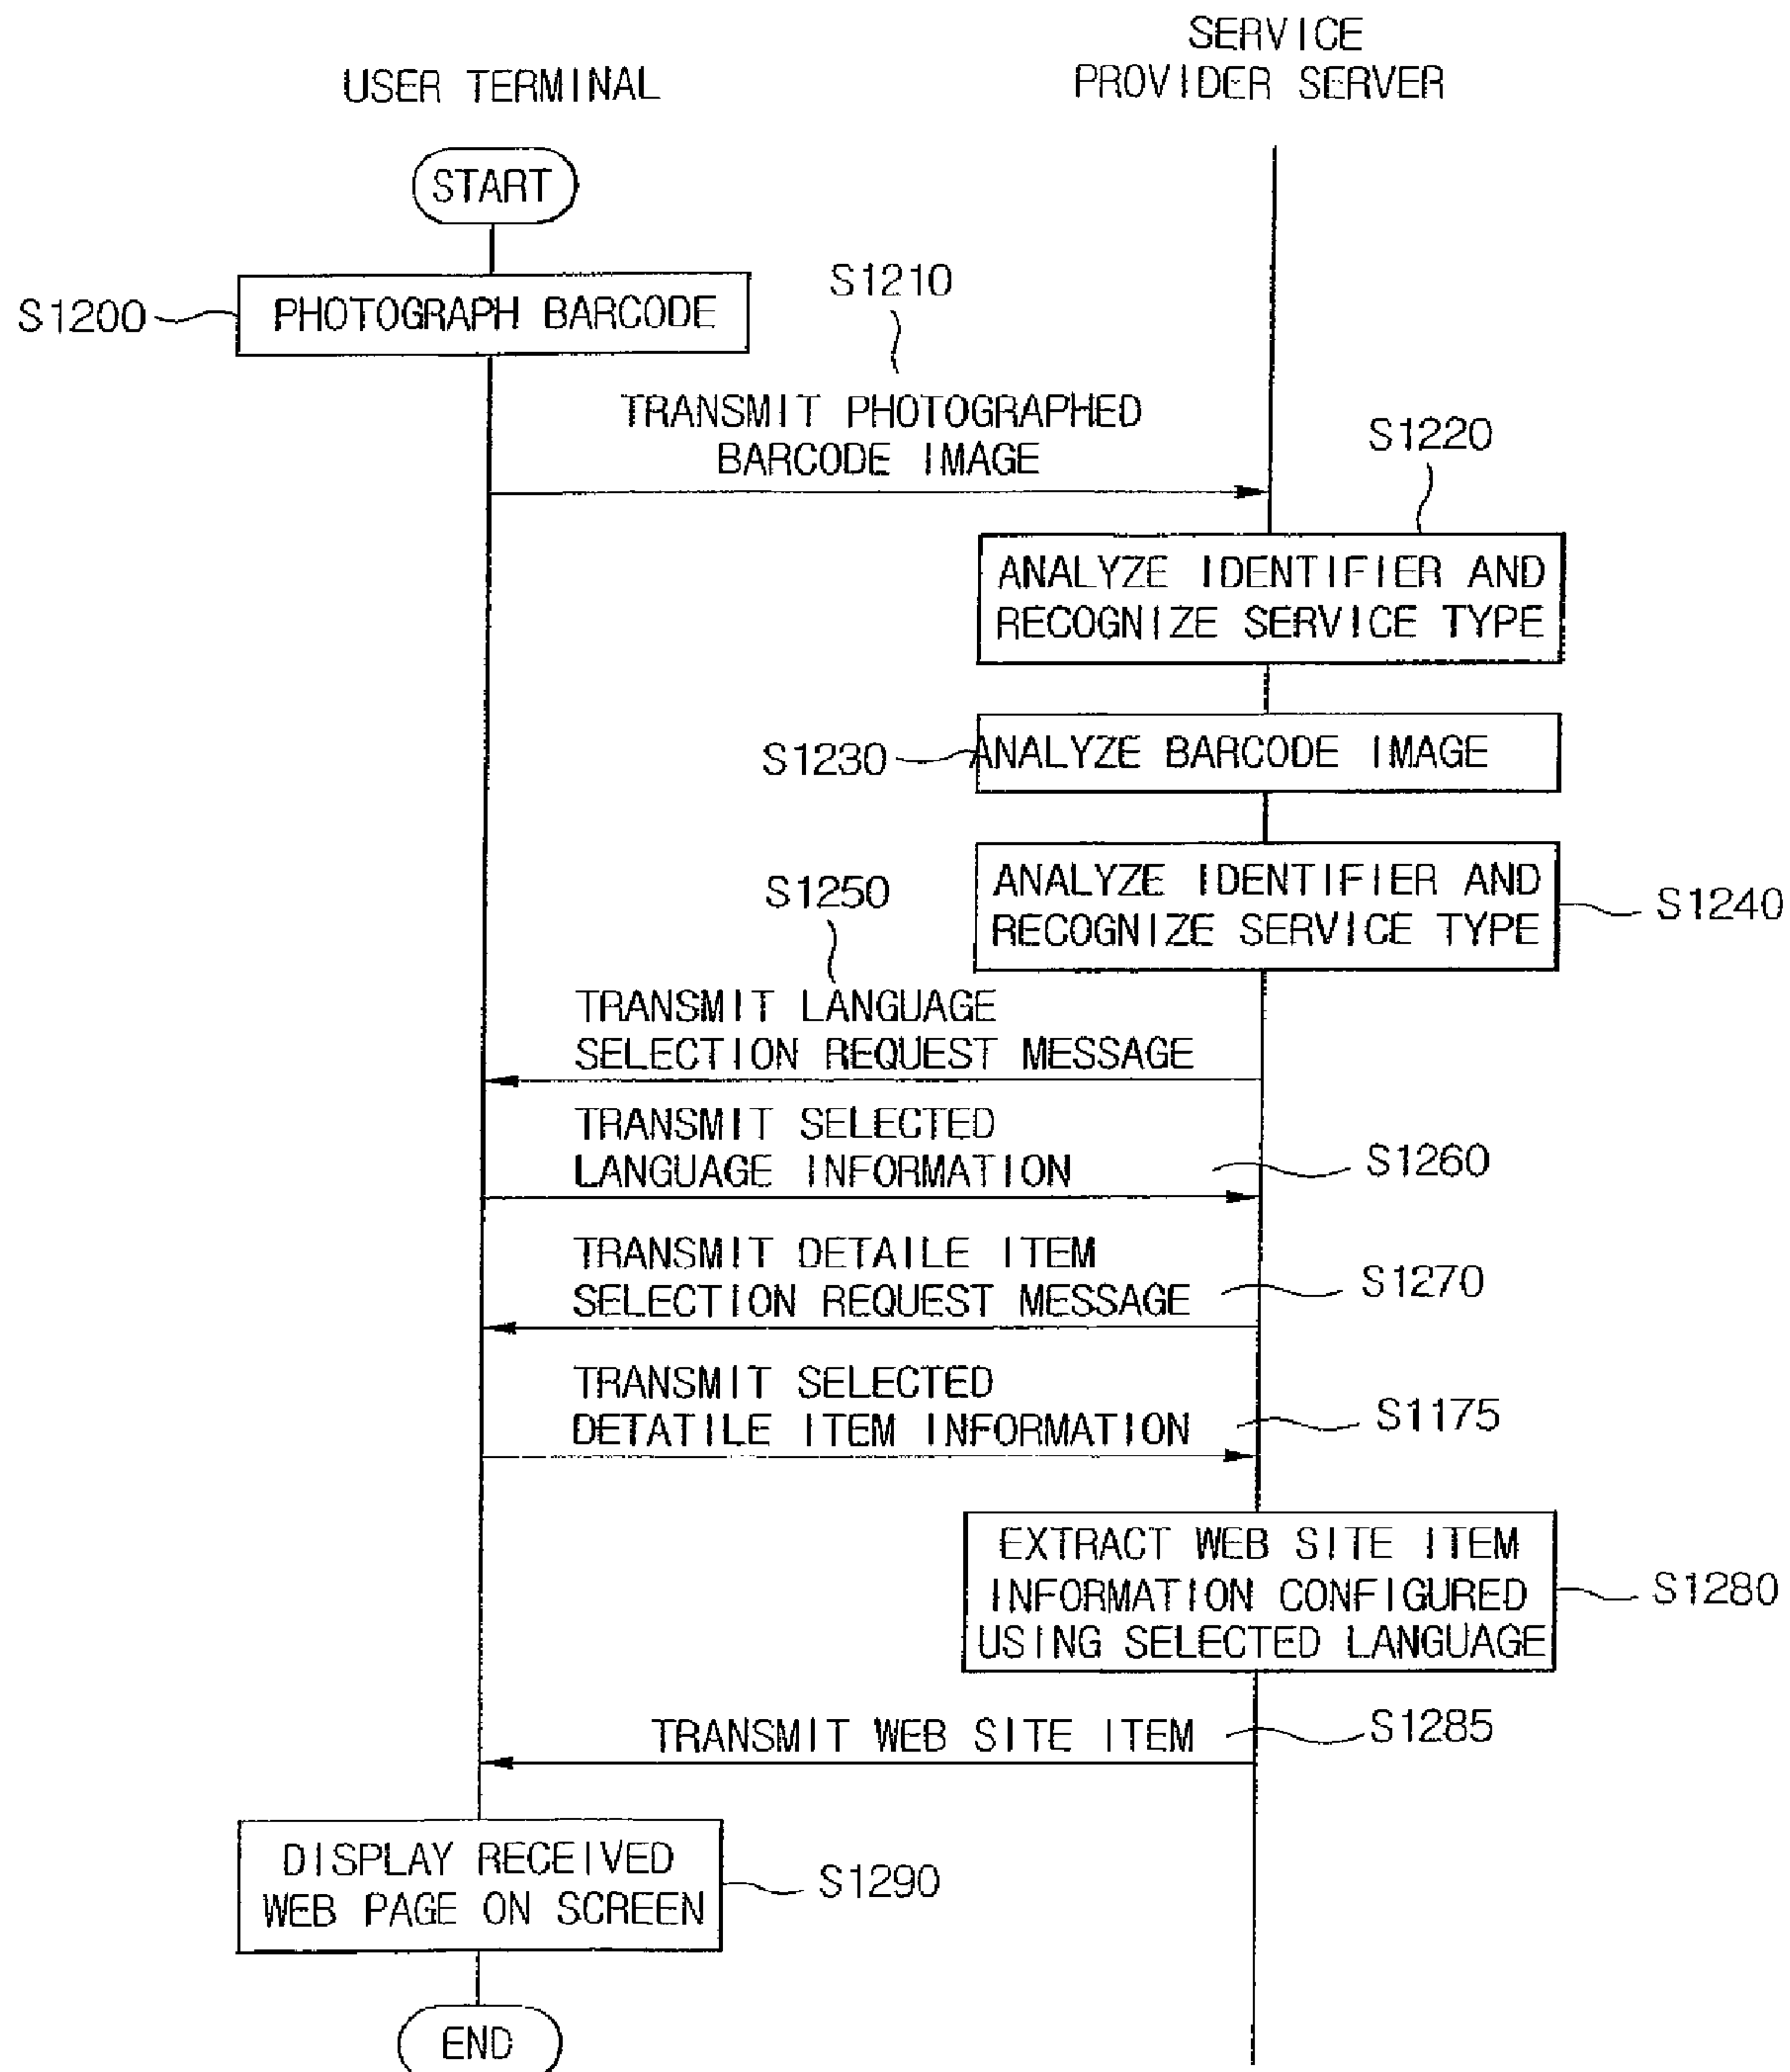 USER TERMINAL
SERVICE
PROVIDER SERVER
START
S1200
PHOTOGRAPH BARCODE
S1210
TRANSMIT PHOTOGRAPHED
BARCODE IMAGE
S1220
ANALYZE IDENTIFIER AND
RECOGNIZE SERVICE TYPE
S1230
ANALYZE BARCODE IMAGE
ANALYZE IDENTIFIER AND
RECOGNIZE SERVICE TYPE
S1240
S1250
TRANSMIT LANGUAGE
SELECTION REQUEST MESSAGE
TRANSMIT SELECTED
LANGUAGE INFORMATION
S1260
TRANSMIT DETAILE ITEM
SELECTION REQUEST MESSAGE
S1270
TRANSMIT SELECTED
DETATILE ITEM INFORMATION
S1175
EXTRACT WEB SITE ITEM
INFORMATION CONFIGURED
USING SELECTED LANGUAGE
S1280
TRANSMIT WEB SITE ITEM
S1285
DISPLAY RECEIVED
WEB PAGE ON SCREEN
S1290
END